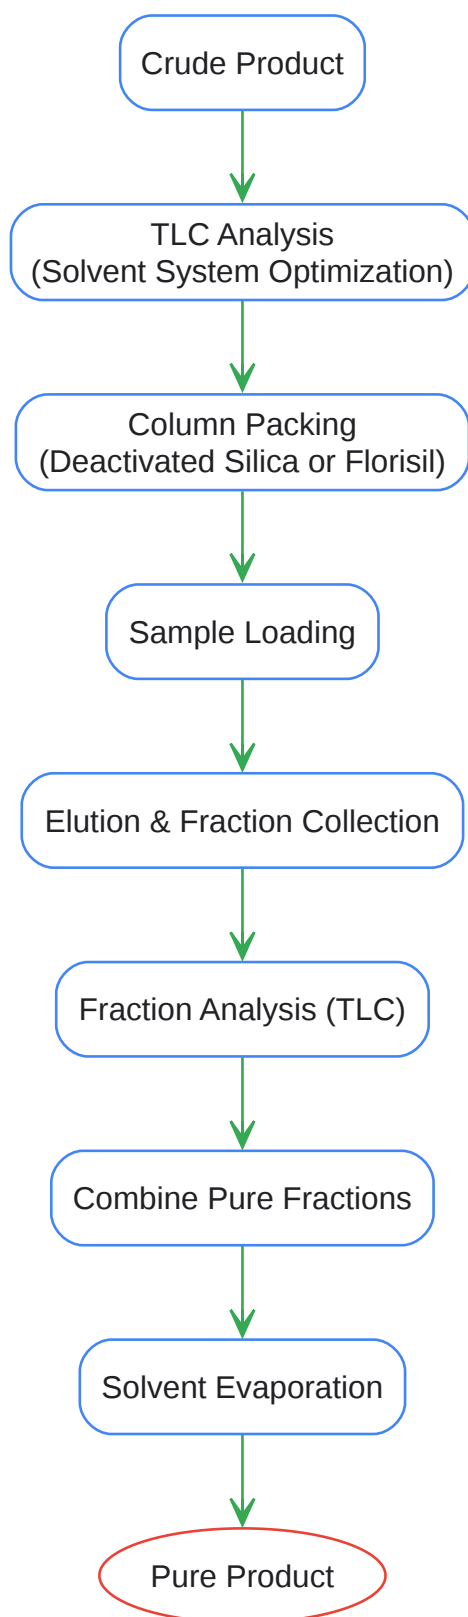 Crude Product
TLC Analysis
(Solvent System Optimization)
Column Packing
(Deactivated Silica or Florisil)
Sample Loading
Elution & Fraction Collection
Fraction Analysis (TLC)
Combine Pure Fractions
Solvent Evaporation
Pure Product